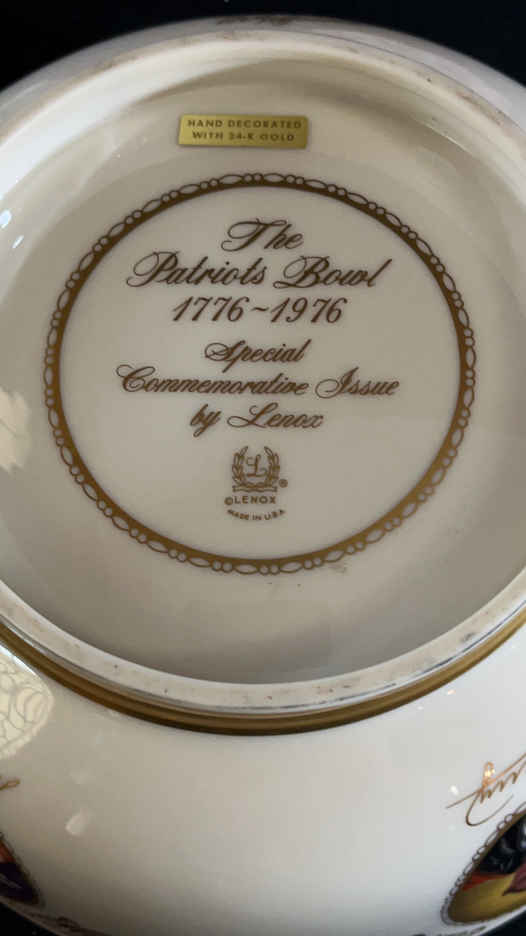 HAND DECORATED
WITH 24-K GOLD
The
Patriots Bowl
1776~1976
Special
Commemorative Issue
by Lenox
L
®
©LENOX
MADE IN U.S.A.